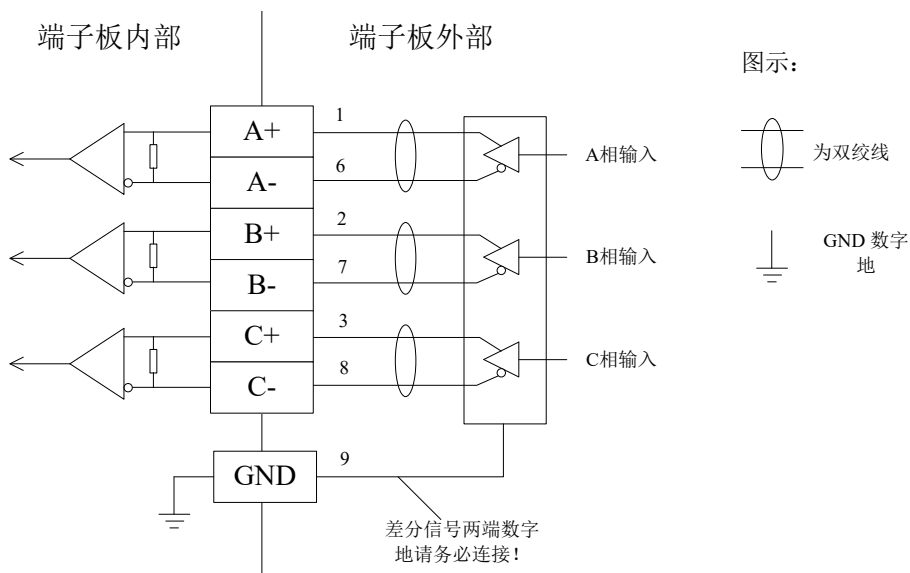 端子板内部
端子板外部
图示：
A+
1
A-
6
A相输入
为双绞线
B+
2
B-
7
B相输入
GND 数字
地
C+
3
C-
8
C相输入
GND
9
差分信号两端数字
地请务必连接！